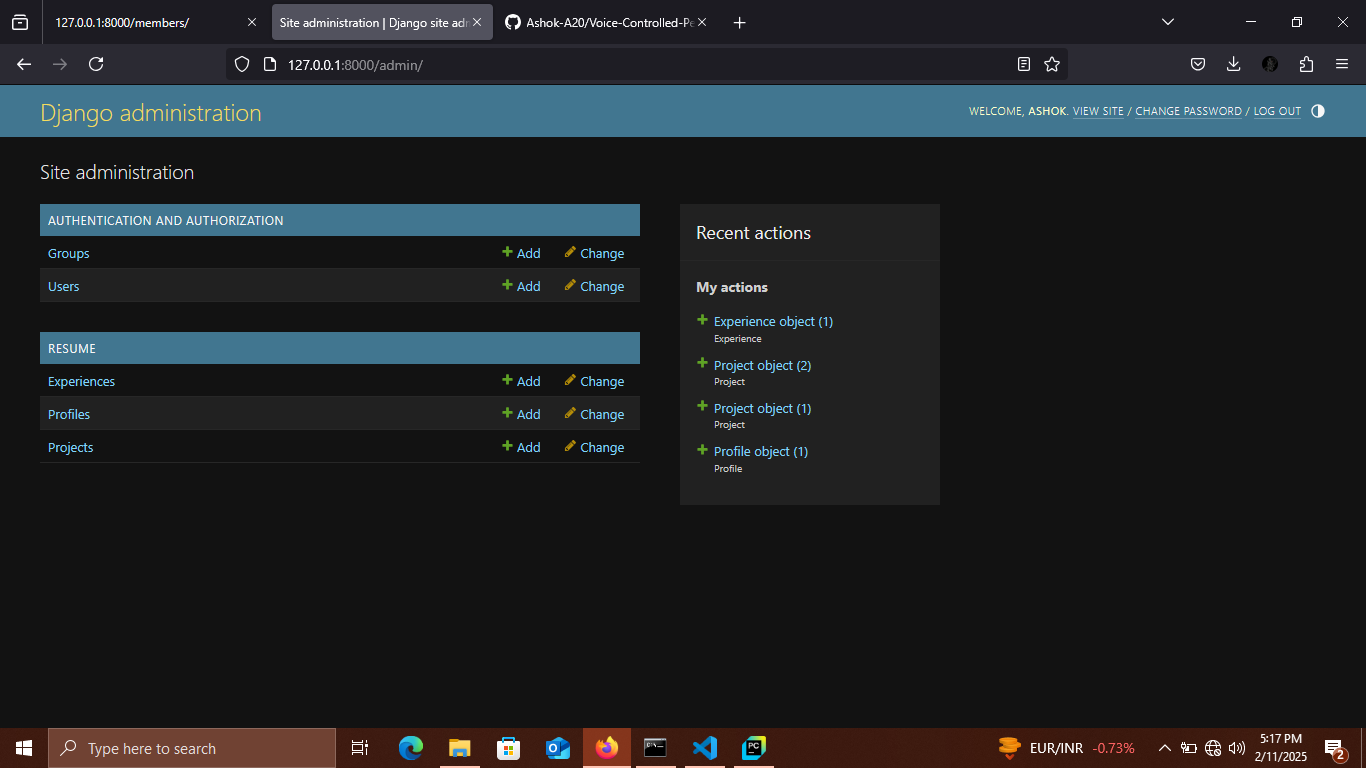 127.0.0.1:8000/members/
Site administration | Django site adm
Ashok-A20/Voice-Controlled-Pe
127.0.0.1:8000/admin/
Django administration
WELCOME, ASHOK. VIEW SITE / CHANGE PASSWORD / LOG OUT
Site administration
AUTHENTICATION AND AUTHORIZATION
Groups Add Change
Users Add Change
RESUME
Experiences Add Change
Profiles Add Change
Projects Add Change
Recent actions
My actions
Experience object (1)
Experience
Project object (2)
Project
Project object (1)
Project
Profile object (1)
Profile
Type here to search
PC
EUR/INR -0.73%
5:17 PM
2/11/2025
2